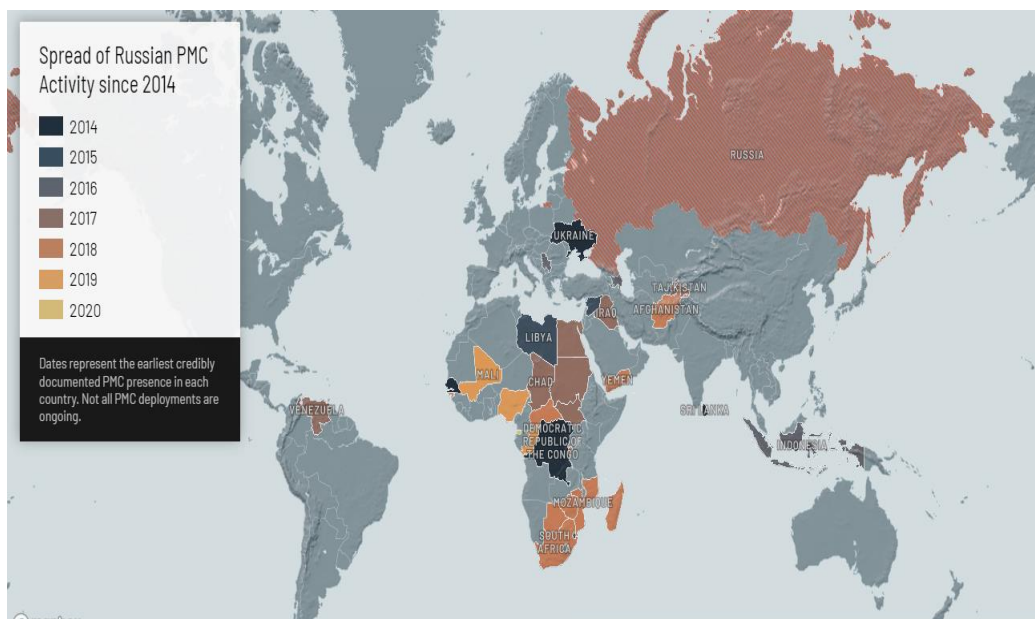 Spread of Russian PMC
Activity since 2014
2014
2015
2016
2017
2018
2019
2020
Dates represent the earliest credibly
documented PMC presence in each
country. Not all PMC deployments are
ongoing.
RUSSIA
UKRAINE
TAJIKISTAN
IRAQ
AFGHANISTAN
LIBYA
MALI
CHAD
YEMEN
VENEZUELA
SRI LANKA
DEMOCRATIC
REPUBLIC OF
THE CONGO
INDONESIA
MOZAMBIQUE
SOUTH
AFRICA